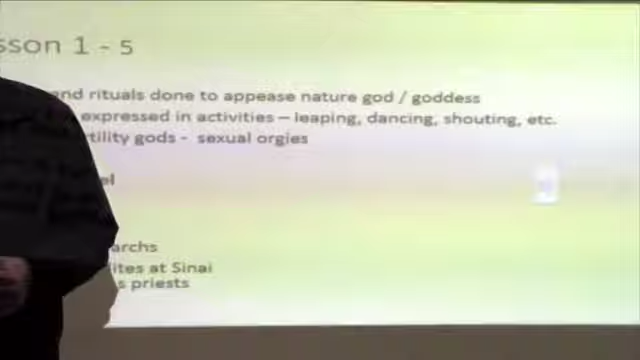 sson 1 - 5
nd rituals done to appease nature god / goddess
expressed in activities – leaping, dancing, shouting, etc.
tility gods - sexual orgies
el
archs
ites at Sinai
s priests